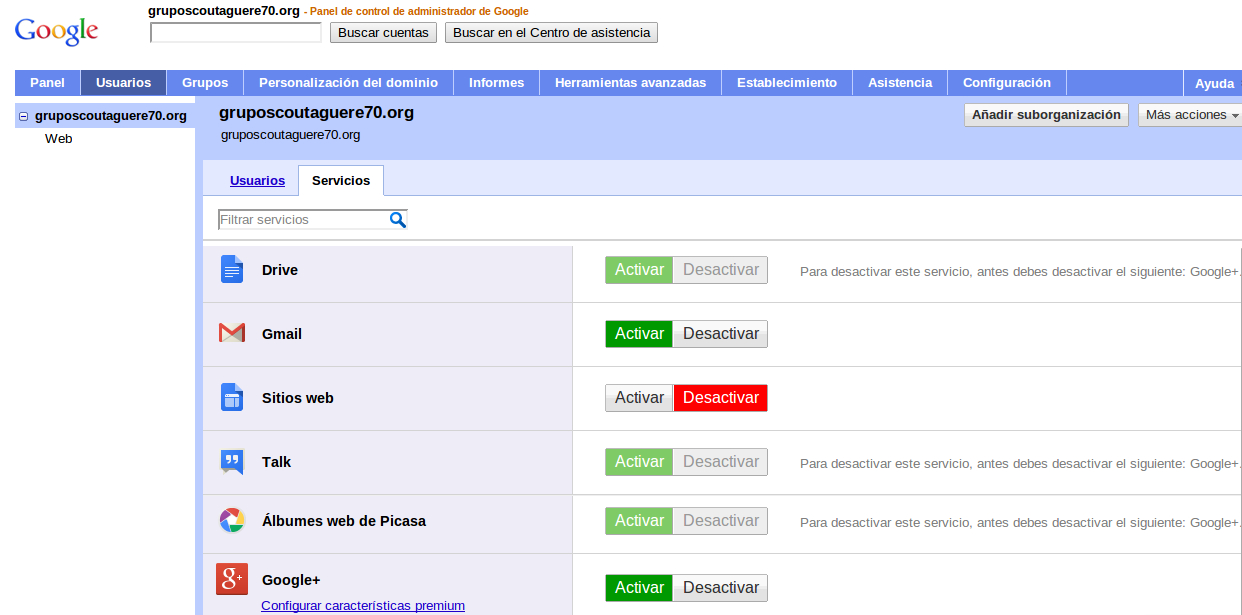 Google
gruposcoutaguere70.org - Panel de control de administrador de Google
Buscar cuentas Buscar en el Centro de asistencia
Panel Usuarios Grupos Personalización del dominio Informes Herramientas avanzadas Establecimiento Asistencia Configuración Ayuda
gruposcoutaguere70.org
Web
gruposcoutaguere70.org
gruposcoutaguere70.org
Añadir suborganización Más acciones
Usuarios Servicios
Filtrar servicios
Drive Activar Desactivar Para desactivar este servicio, antes debes desactivar el siguiente: Google+.
Gmail Activar Desactivar
Sitios web Activar Desactivar
Talk Activar Desactivar Para desactivar este servicio, antes debes desactivar el siguiente: Google+.
Álbumes web de Picasa Activar Desactivar Para desactivar este servicio, antes debes desactivar el siguiente: Google+.
Google+ Activar Desactivar
Configurar características premium